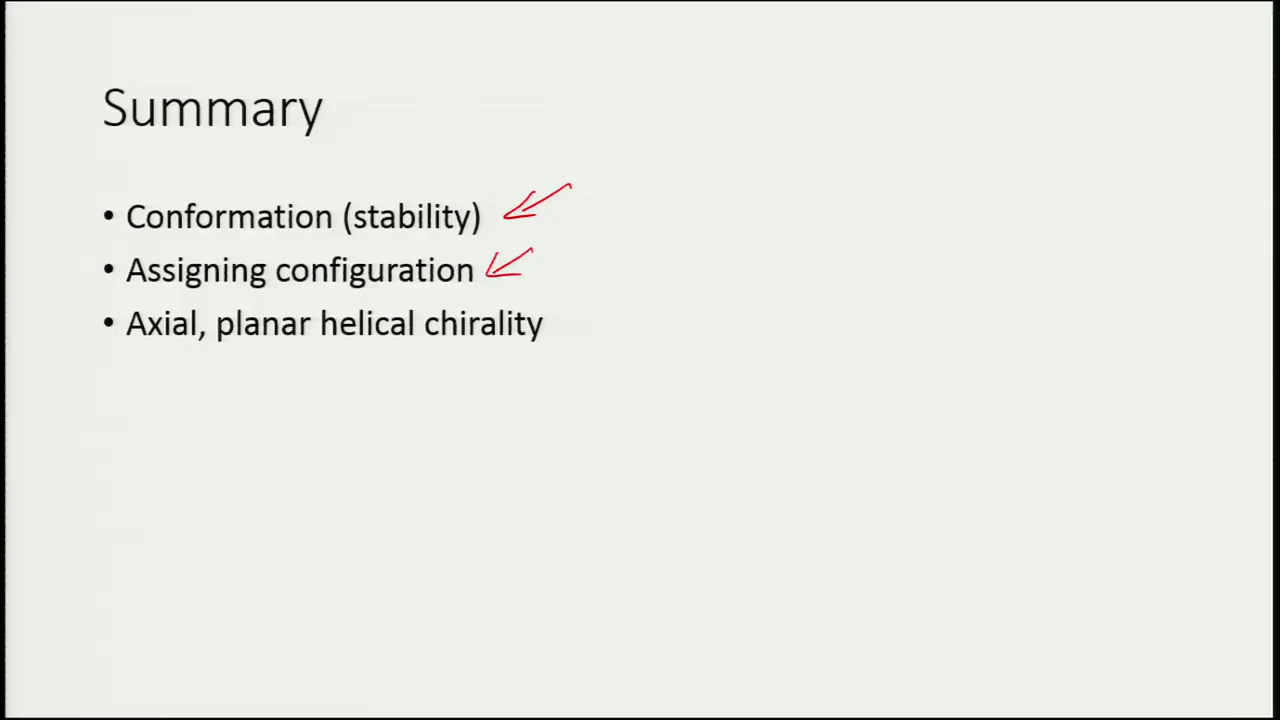 Summary
• Conformation (stability)
• Assigning configuration
• Axial, planar helical chirality